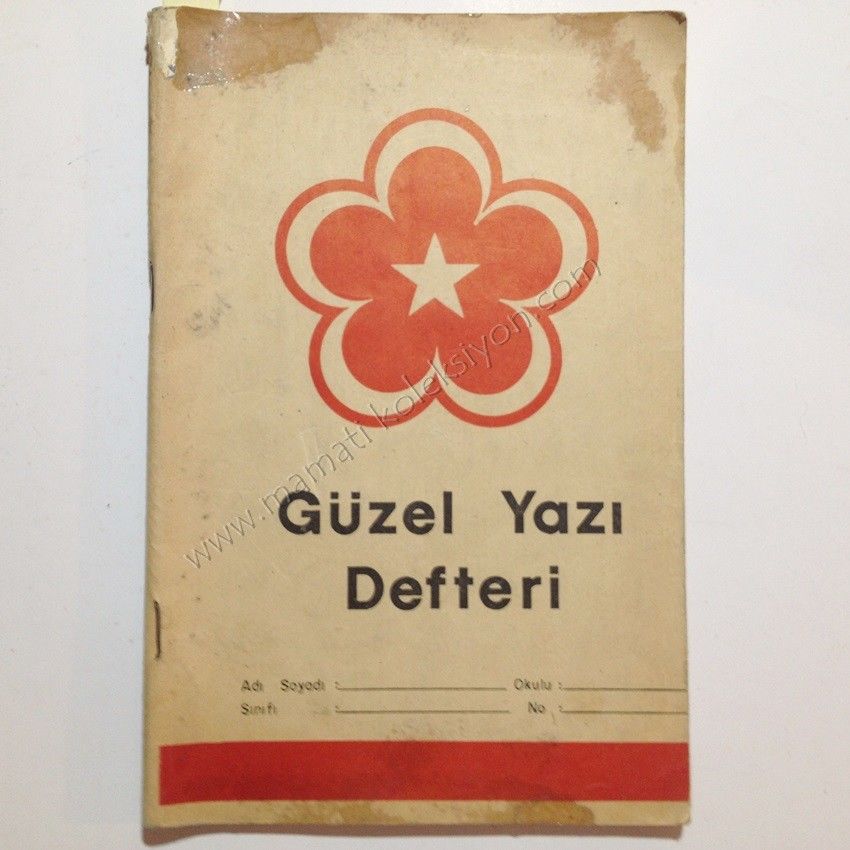 www.mamatikoleksiyon.com
Güzel Yazı
Defteri
Adı Soyadı : Okulu :
Sınıfı : No :